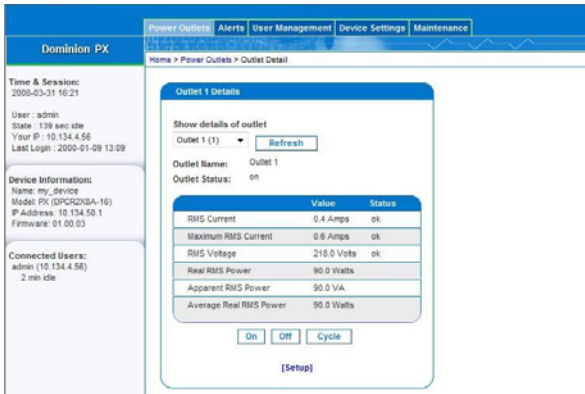 Power Outlets Alerts User Management Device Settings Maintenance
Dominion PX
Home > Power Outlets > Outlet Detail
Time & Session:
2008-03-31 16:21
User : admin
State : 139 sec idle
Your IP : 10.134.4.56
Last Login : 2000-01-09 13:09
Device Information:
Name: my_device
Model: PX (DPCR2X8A-16)
IP Address: 10.134.50.1
Firmware: 01.00.03
Connected Users:
admin (10.134.4.56)
2 min idle
Outlet 1 Details
Show details of outlet
Outlet 1 (1) Refresh
Outlet Name: Outlet 1
Outlet Status: on
Value Status
RMS Current 0.4 Amps ok
Maximum RMS Current 0.6 Amps ok
RMS Voltage 218.0 Volts ok
Real RMS Power 90.0 Watts
Apparent RMS Power 90.0 VA
Average Real RMS Power 90.0 Watts
On Off Cycle
[Setup]